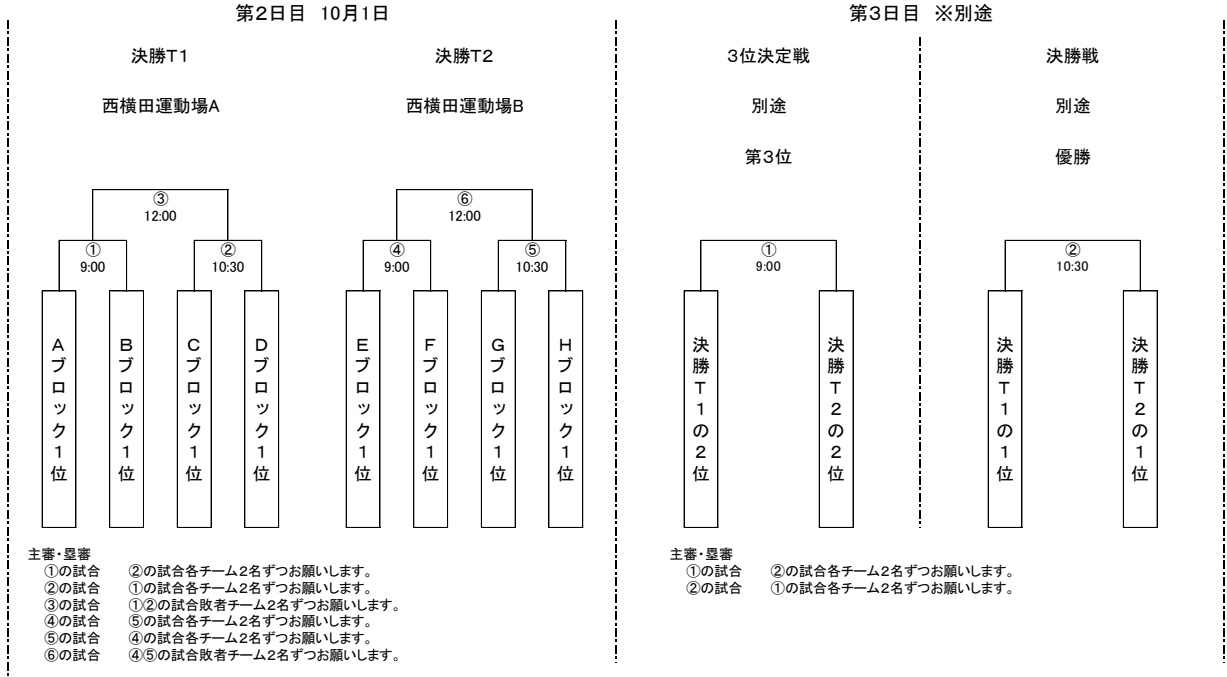 第2日目 10月1日
第3日目 ※別途
決勝T1
決勝T2
3位決定戦
決勝戦
西横田運動場A
西横田運動場B
別途
別途
第3位
優勝
③
12:00
⑥
12:00
①
9:00
②
10:30
④
9:00
⑤
10:30
①
9:00
②
10:30
Aブロック1位
Bブロック1位
Cブロック1位
Dブロック1位
Eブロック1位
Fブロック1位
Gブロック1位
Hブロック1位
決勝T1の2位
決勝T2の2位
決勝T1の1位
決勝T2の1位
主審・塁審
①の試合 ②の試合各チーム2名ずつお願いします。
②の試合 ①の試合各チーム2名ずつお願いします。
③の試合 ①②の試合敗者チーム2名ずつお願いします。
④の試合 ⑤の試合各チーム2名ずつお願いします。
⑤の試合 ④の試合各チーム2名ずつお願いします。
⑥の試合 ④⑤の試合敗者チーム2名ずつお願いします。
主審・塁審
①の試合 ②の試合各チーム2名ずつお願いします。
②の試合 ①の試合各チーム2名ずつお願いします。